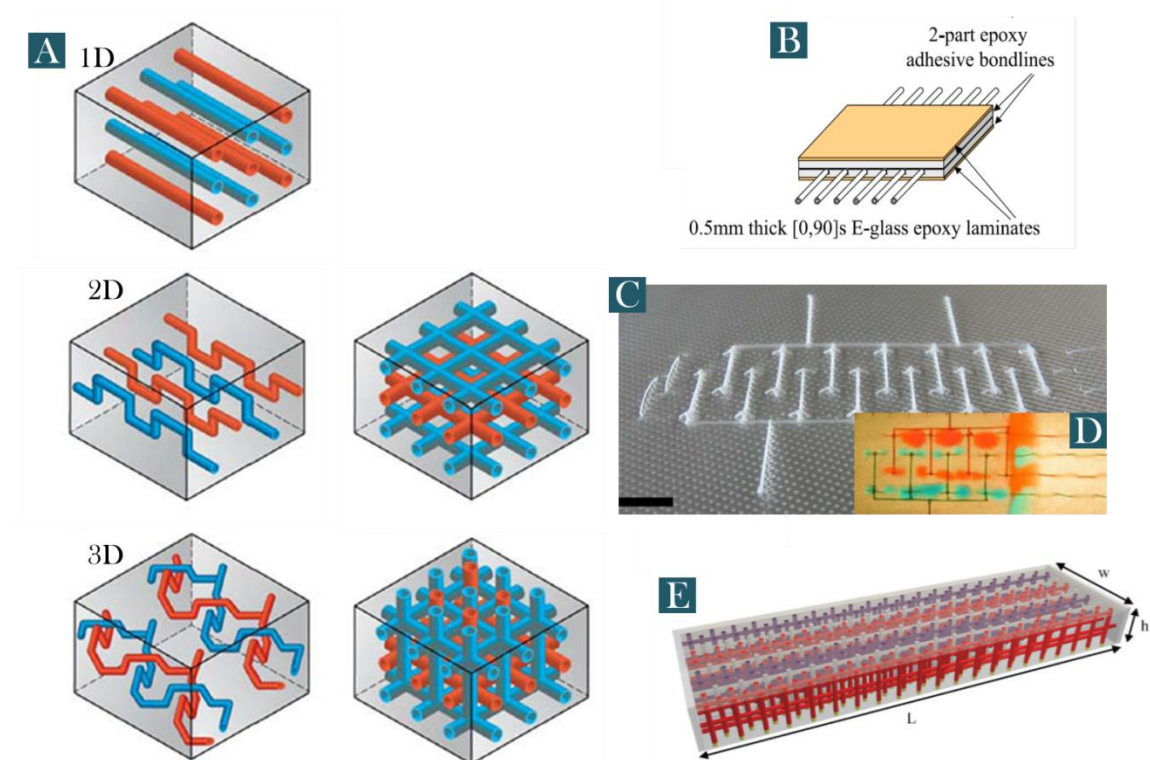 A
1D
B
2-part epoxy
adhesive bondlines
0.5mm thick [0,90]s E-glass epoxy laminates
2D
C
D
3D
E
w
h
L